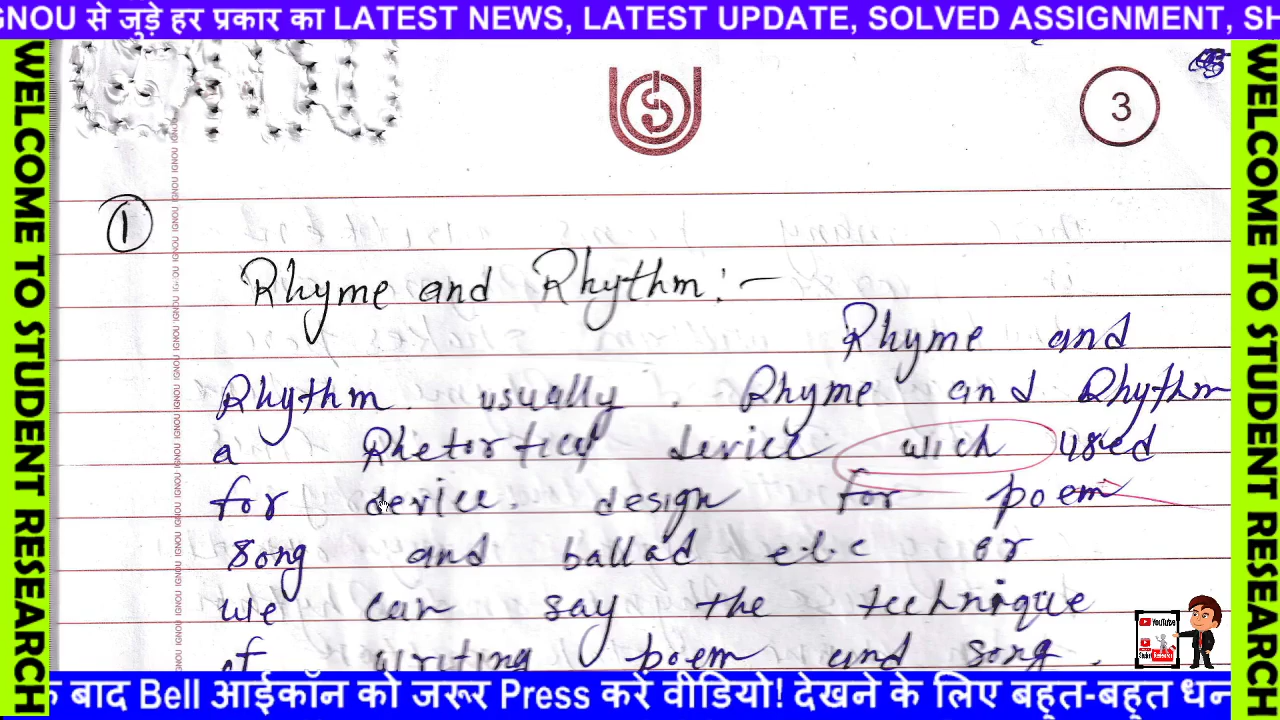 GNOU से जुड़े हर प्रकार का LATEST NEWS, LATEST UPDATE, SOLVED ASSIGNMENT, SH
WELCOME TO STUDENT RESEARCH
3
1
Rhyme and Rhythm :-
Rhyme and
Rhythm usually . Rhyme and Rhythm
a device wich used
for device. design for poem
song and ballad etc or
we can say the technique
of writing poem and song .
WELCOME TO STUDENT RESEARCH
YouTube
के बाद Bell आईकॉन को जरूर Press करें वीडियो! देखने के लिए बहुत-बहुत धन